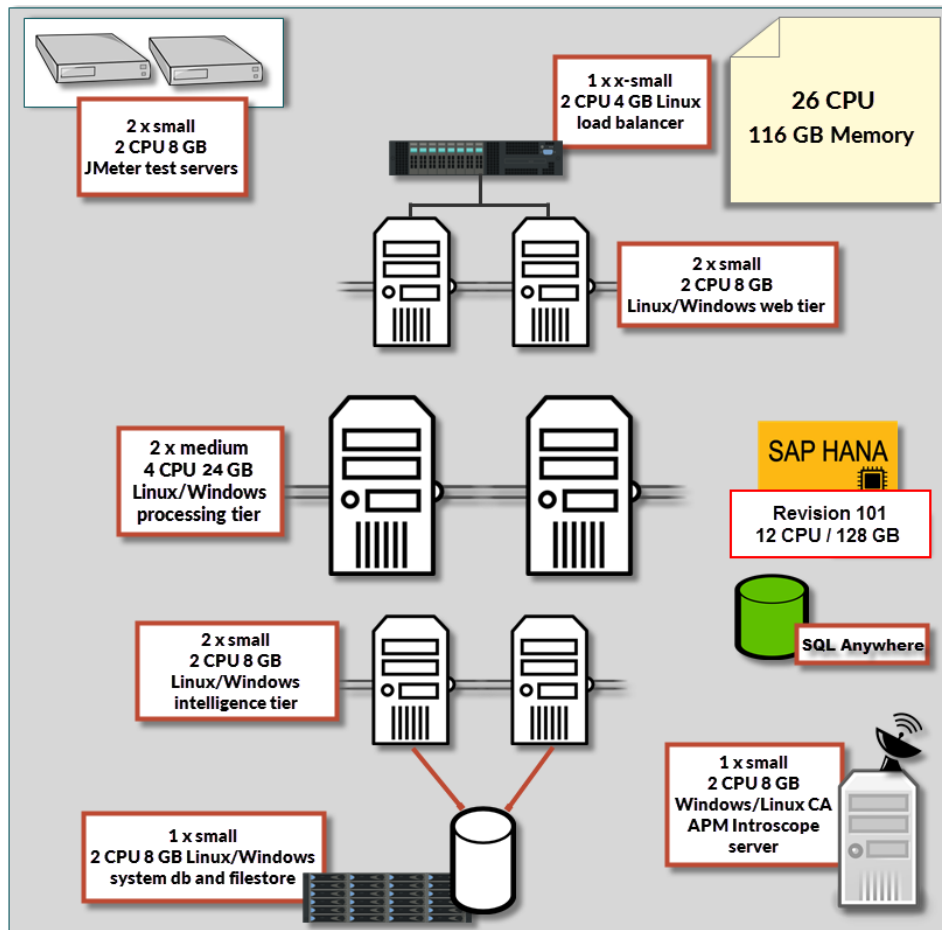 2 x small
2 CPU 8 GB
JMeter test servers
1 x x-small
2 CPU 4 GB Linux
load balancer
26 CPU
116 GB Memory
2 x small
2 CPU 8 GB
Linux/Windows web tier
2 x medium
4 CPU 24 GB
Linux/Windows
processing tier
SAP HANA
Revision 101
12 CPU / 128 GB
SQL Anywhere
2 x small
2 CPU 8 GB
Linux/Windows
intelligence tier
1 x small
2 CPU 8 GB
Windows/Linux CA
APM Introscope
server
1 x small
2 CPU 8 GB Linux/Windows
system db and filestore